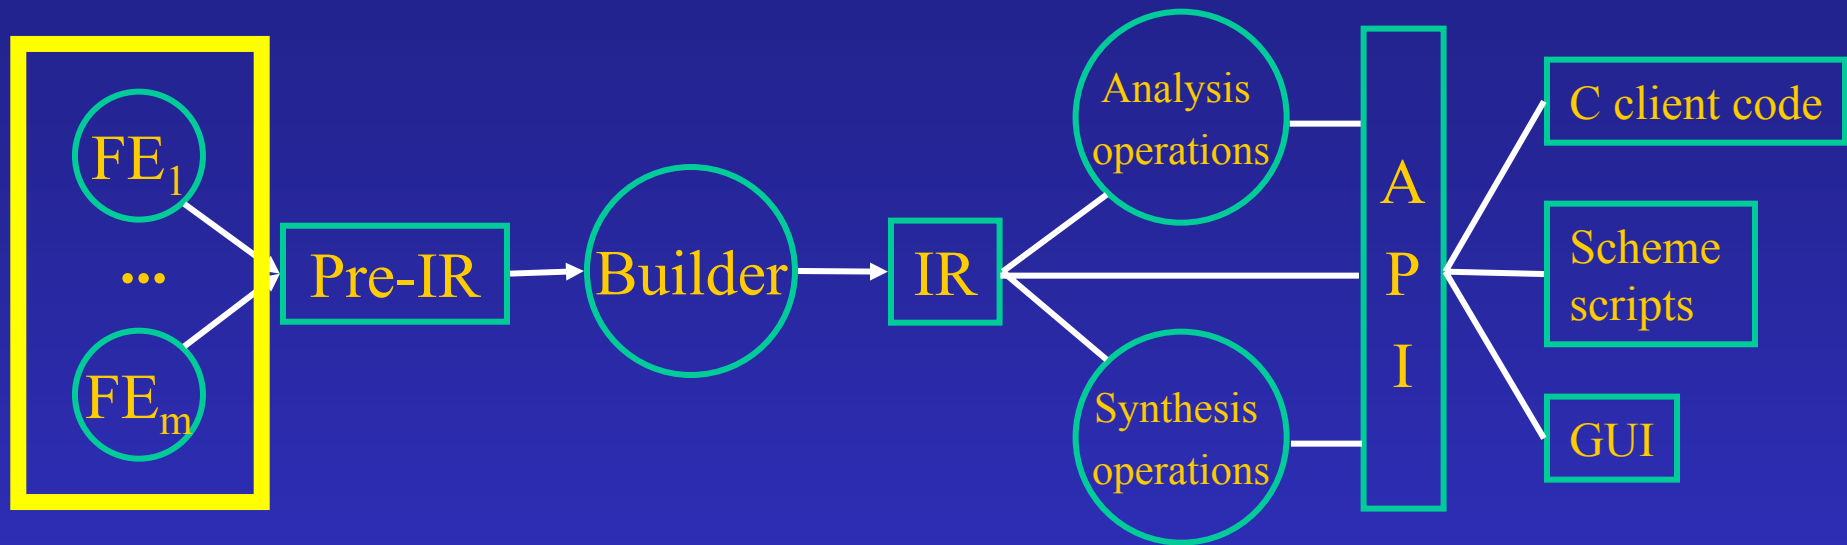 FE1
...
FEm
Pre-IR
Builder
IR
Analysis
operations
Synthesis
operations
A
P
I
C client code
Scheme
scripts
GUI